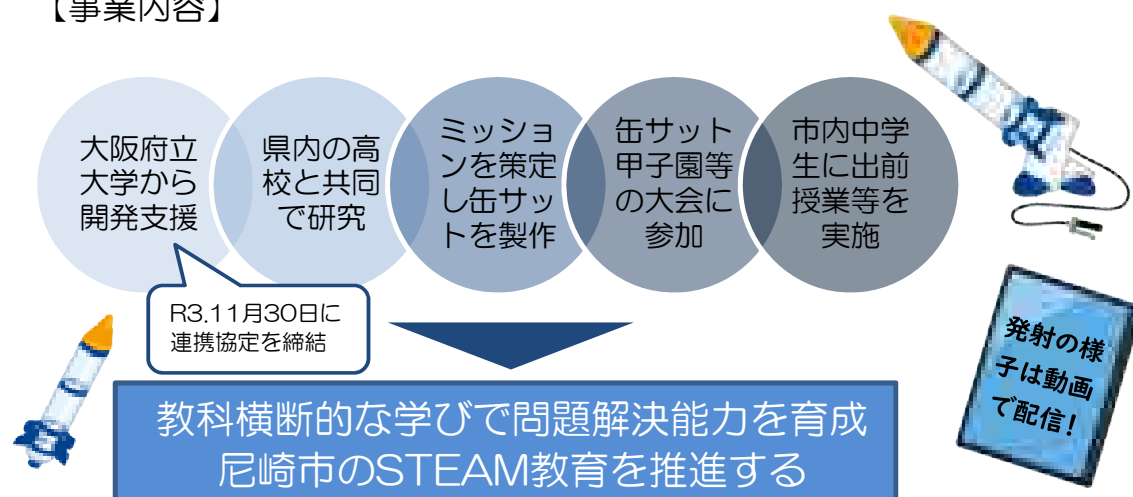 【事業内容】
大阪府立
大学から
開発支援
県内の高
校と共同
で研究
ミッショ
ンを策定
し缶サッ
トを製作
缶サット
甲子園等
の大会に
参加
市内中学
生に出前
授業等を
実施
R3.11月30日に
連携協定を締結
発射の様
子は動画
で配信!
教科横断的な学びで問題解決能力を育成
尼崎市のSTEAM教育を推進する